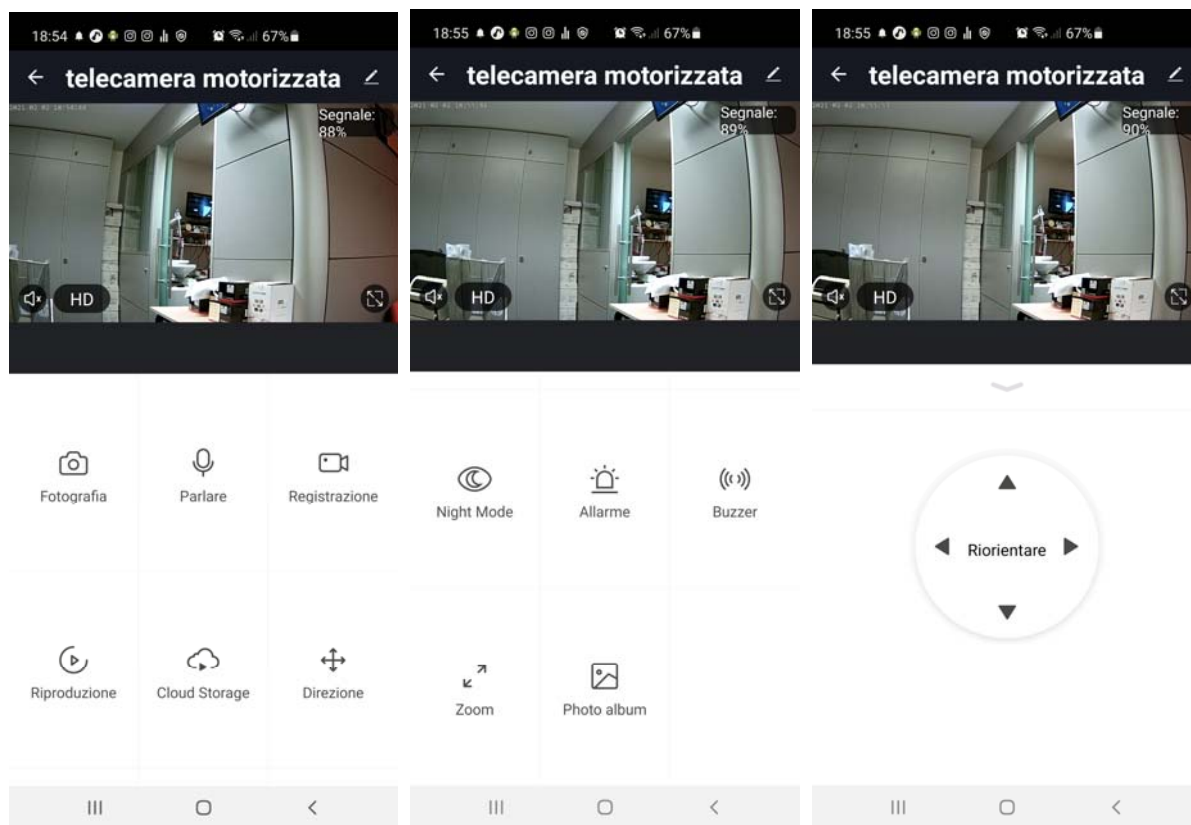 18:54 67%
telecamera motorizzata
Segnale:
88%
HD
Fotografia
Parlare
Registrazione
Riproduzione
Cloud Storage
Direzione
18:55 67%
telecamera motorizzata
Segnale:
89%
HD
Night Mode
Allarme
Buzzer
Zoom
Photo album
18:55 67%
telecamera motorizzata
Segnale:
90%
HD
Riorientare